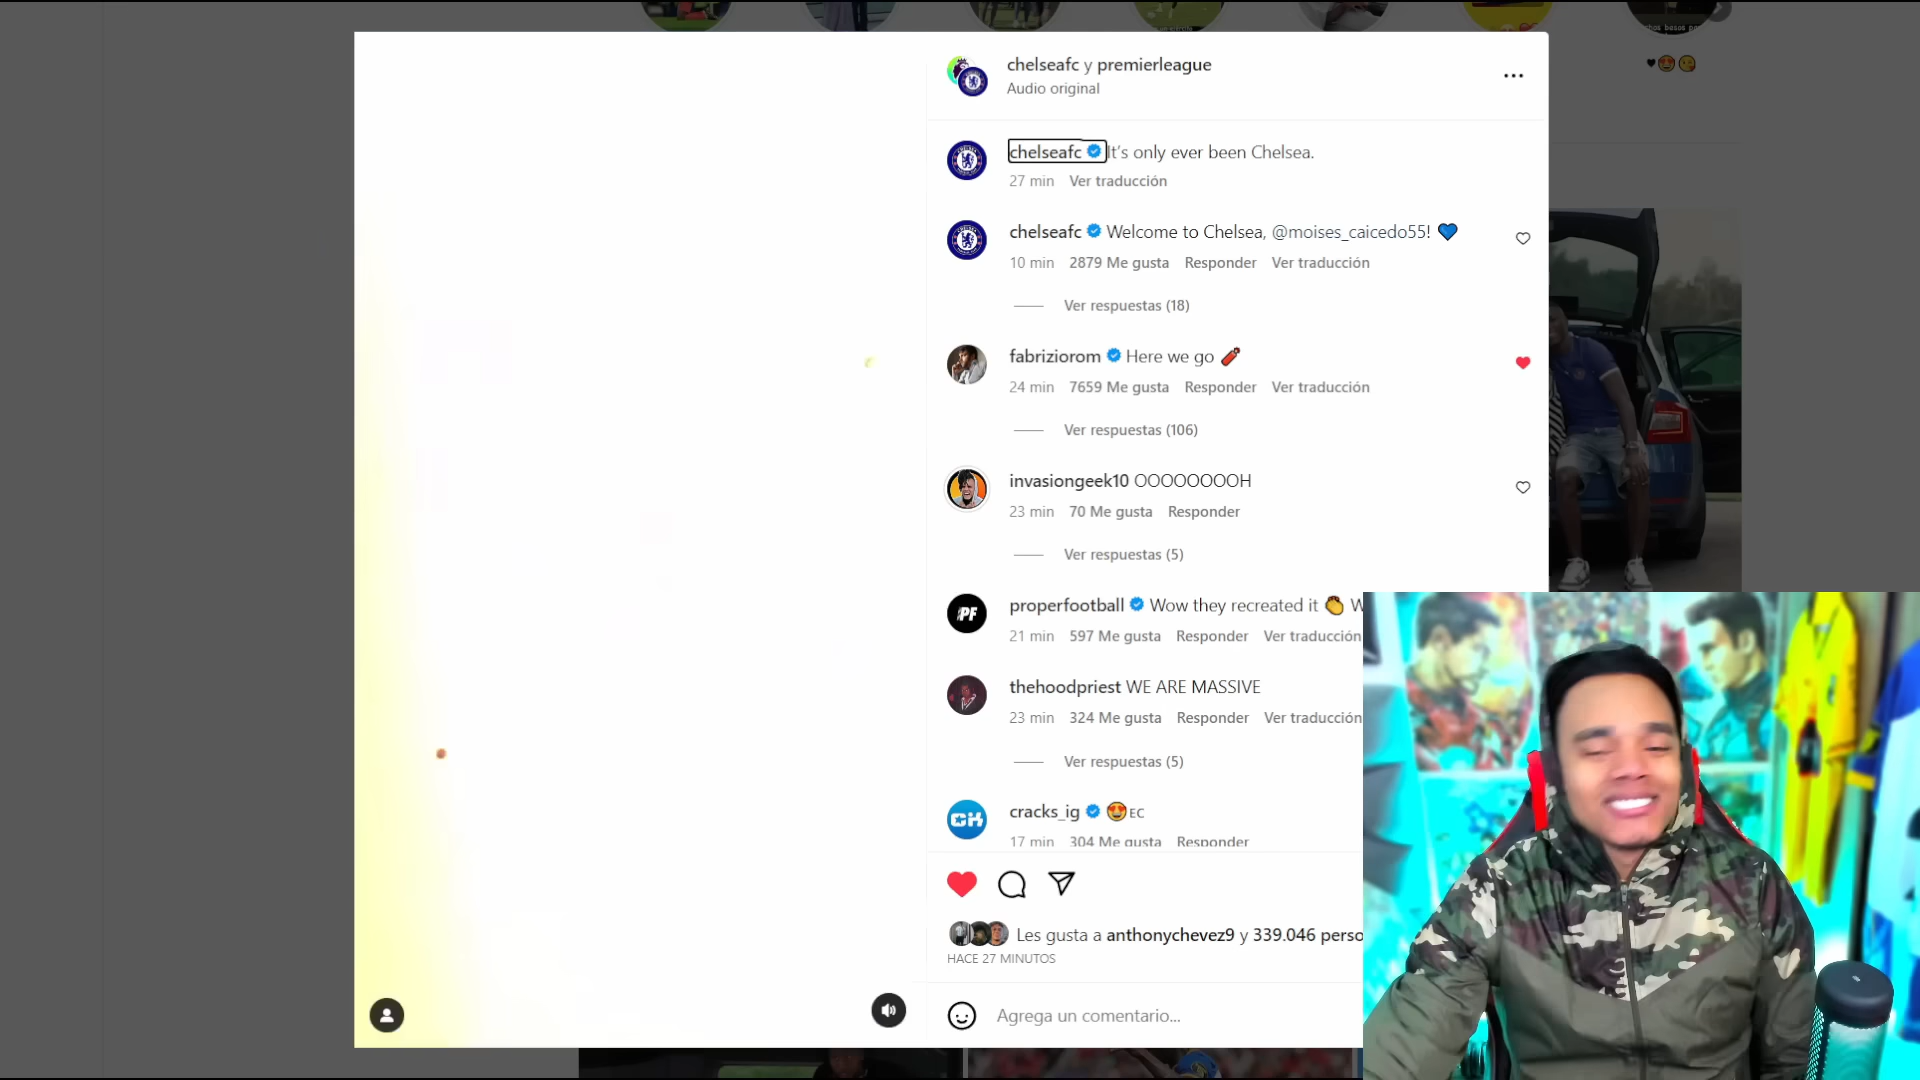 chelseafc y premierleague
Audio original
chelseafc It's only ever been Chelsea.
27 min Ver traducción
chelseafc Welcome to Chelsea, @moises_caicedo55! 💙
10 min 2879 Me gusta Responder Ver traducción
Ver respuestas (18)
fabriziorom Here we go 🧨
24 min 7659 Me gusta Responder Ver traducción
Ver respuestas (106)
invasiongeek10 OOOOOOOOH
23 min 70 Me gusta Responder
Ver respuestas (5)
PF
properfootball Wow they recreated it 👏 W
21 min 597 Me gusta Responder Ver traducción
thehoodpriest WE ARE MASSIVE
23 min 324 Me gusta Responder Ver traducción
Ver respuestas (5)
cracks_ig 😍 EC
17 min 304 Me gusta Responder
Les gusta a anthonychevez9 y 339.046 perso
HACE 27 MINUTOS
Agrega un comentario...